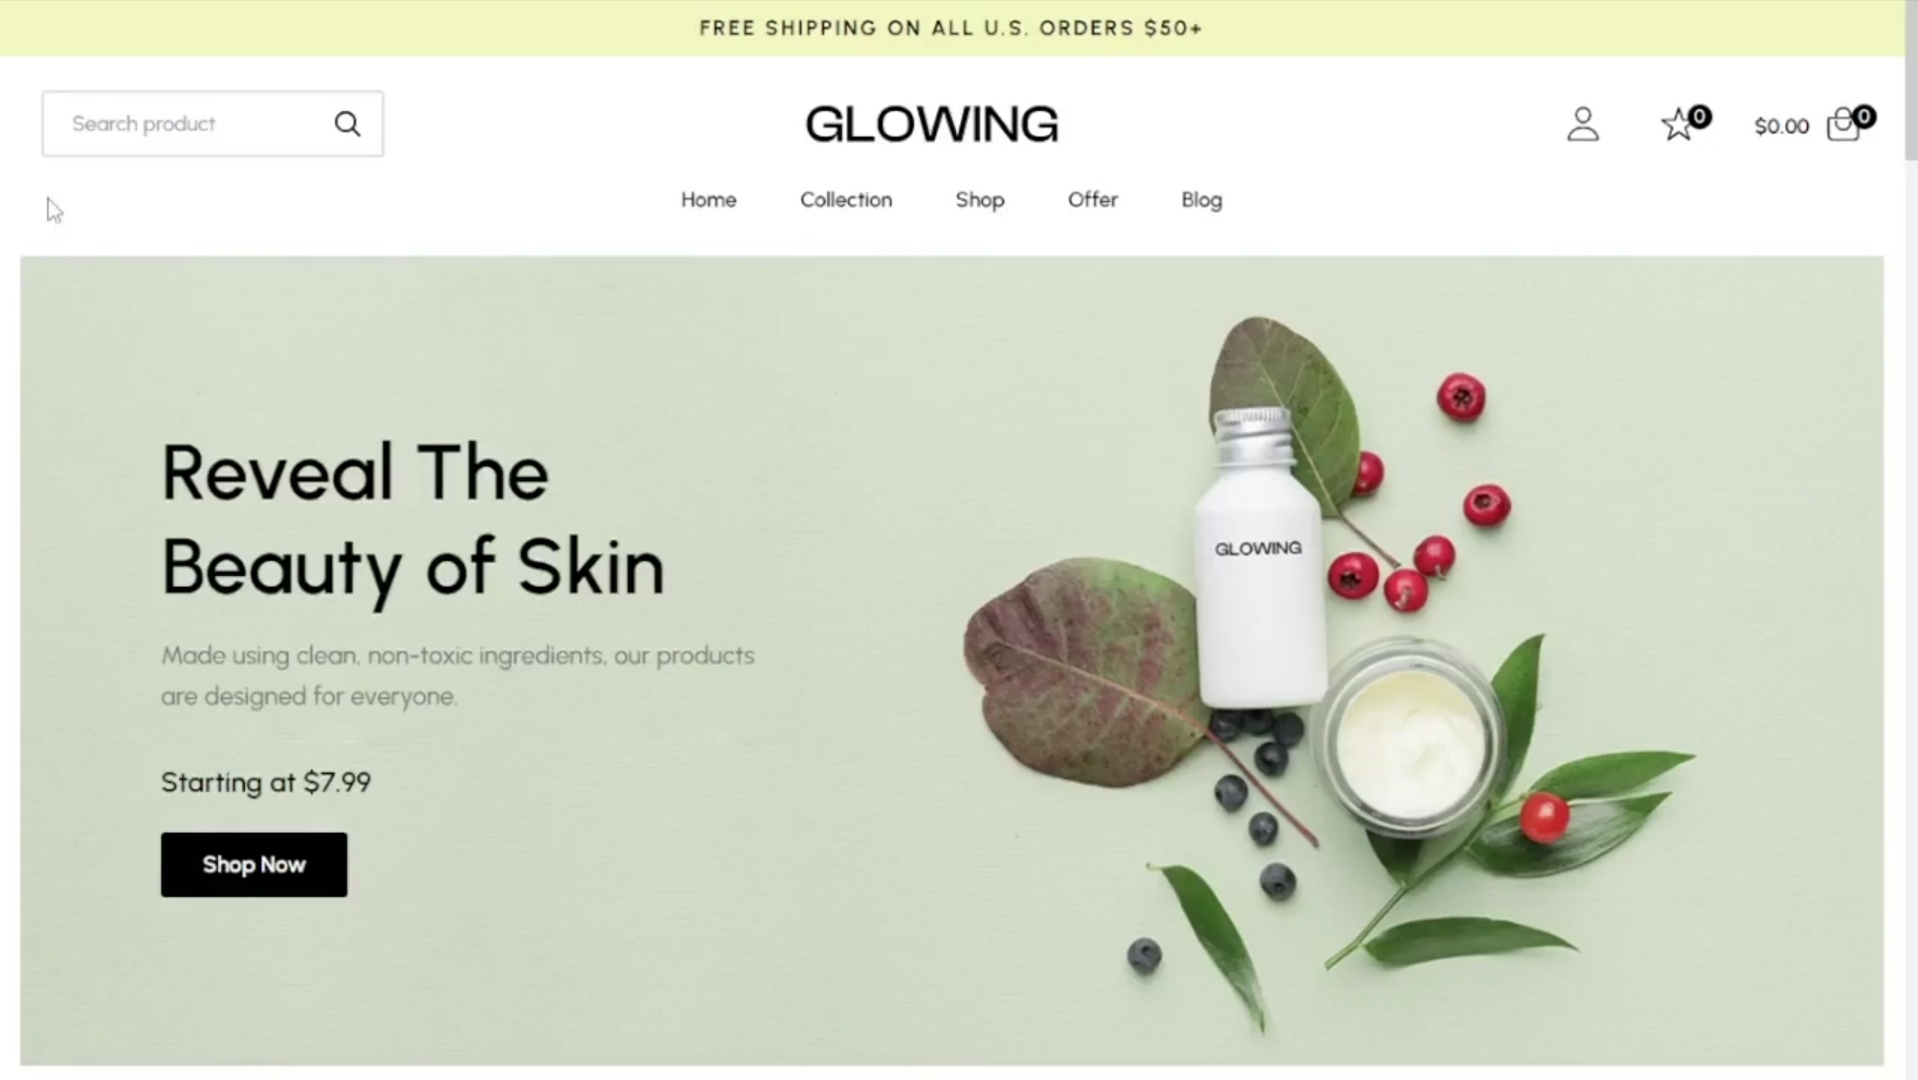 FREE SHIPPING ON ALL U.S. ORDERS $50+
Search product
GLOWING
0
$0.00
0
Home
Collection
Shop
Offer
Blog
Reveal The
Beauty of Skin
Made using clean, non-toxic ingredients, our products
are designed for everyone.
Starting at $7.99
Shop Now
GLOWING